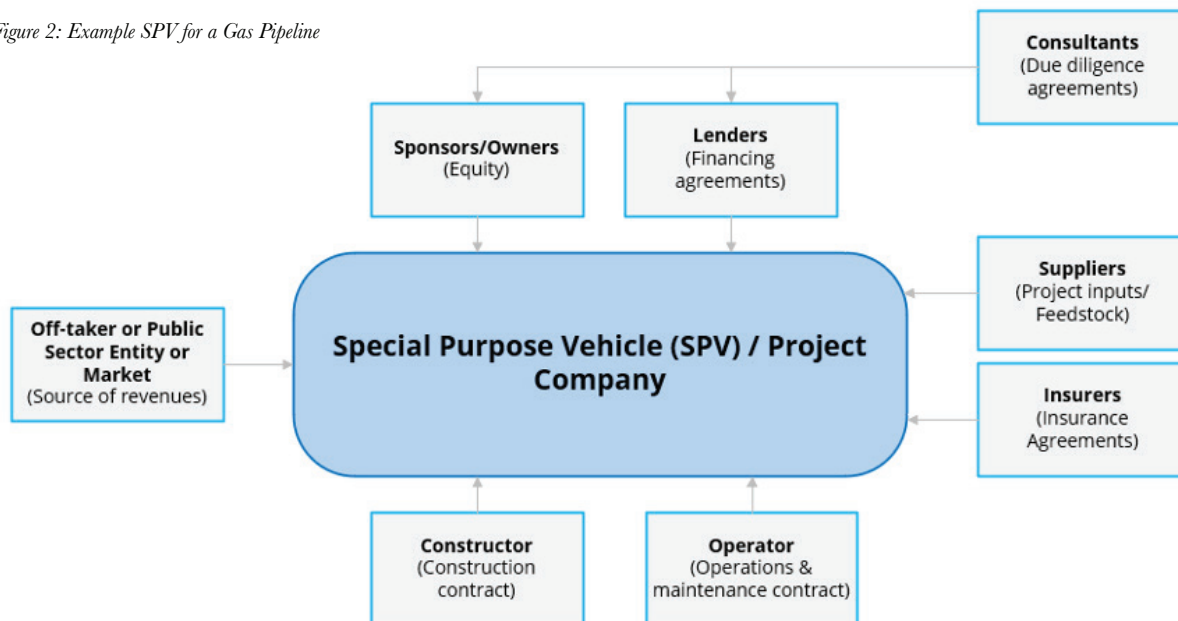 Figure 2: Example SPV for a Gas Pipeline
Consultants
(Due diligence
agreements)
Sponsors/Owners
(Equity)
Lenders
(Financing
agreements)
Suppliers
(Project inputs/
Feedstock)
Off-taker or Public
Sector Entity or
Market
(Source of revenues)
Special Purpose Vehicle (SPV) / Project
Company
Insurers
(Insurance
Agreements)
Constructor
(Construction
contract)
Operator
(Operations &
maintenance contract)